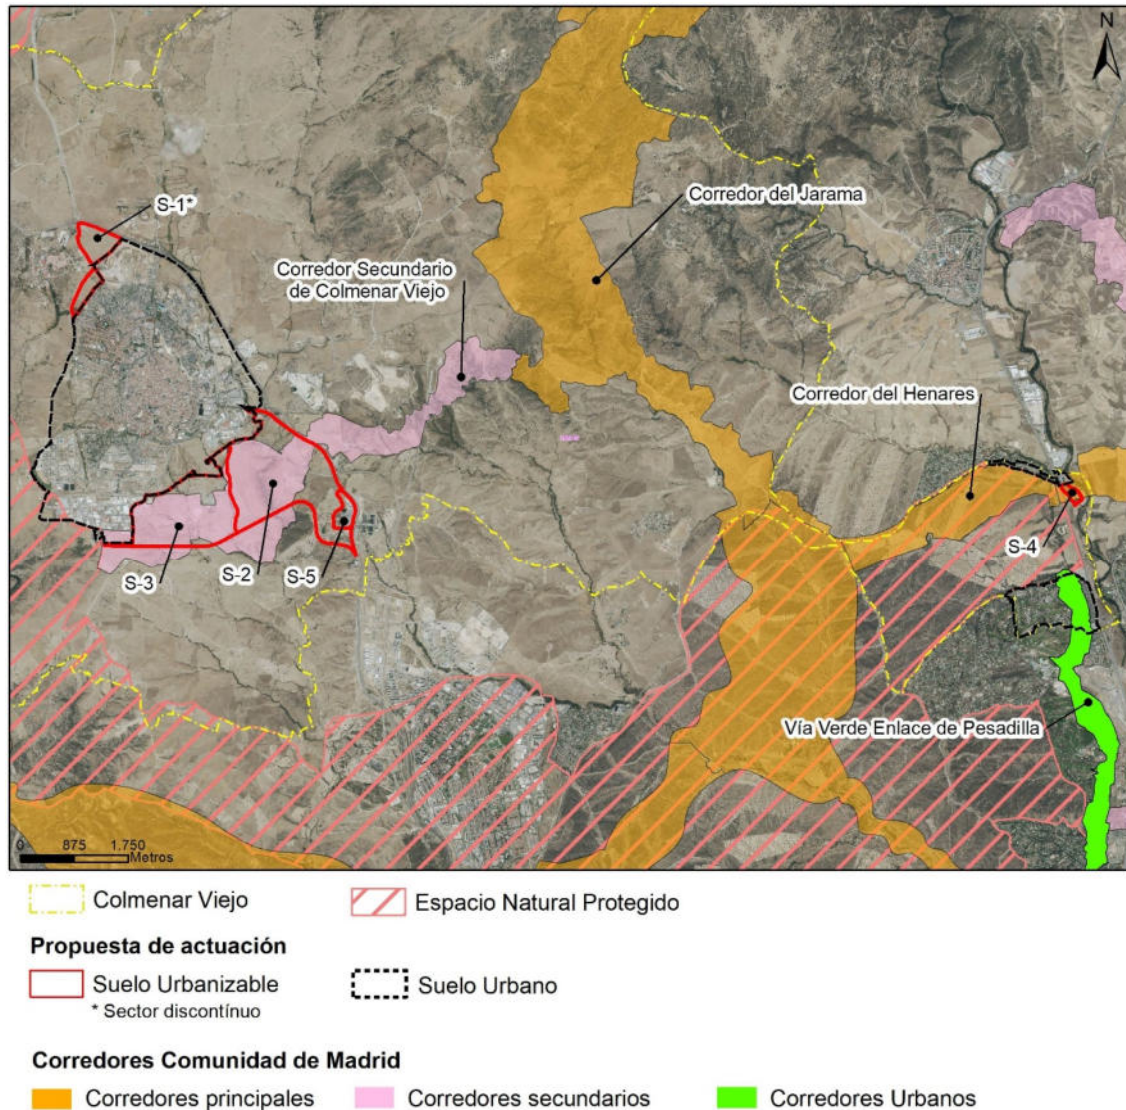 N
S-1*
Corredor del Jarama
Corredor Secundario
de Colmenar Viejo
Corredor del Henares
S-3
S-2
S-5
S-4
Vía Verde Enlace de Pesadilla
0 875 1.750
Metros
Colmenar Viejo
Espacio Natural Protegido
Propuesta de actuación
Suelo Urbanizable
Suelo Urbano
* Sector discontínuo
Corredores Comunidad de Madrid
Corredores principales
Corredores secundarios
Corredores Urbanos